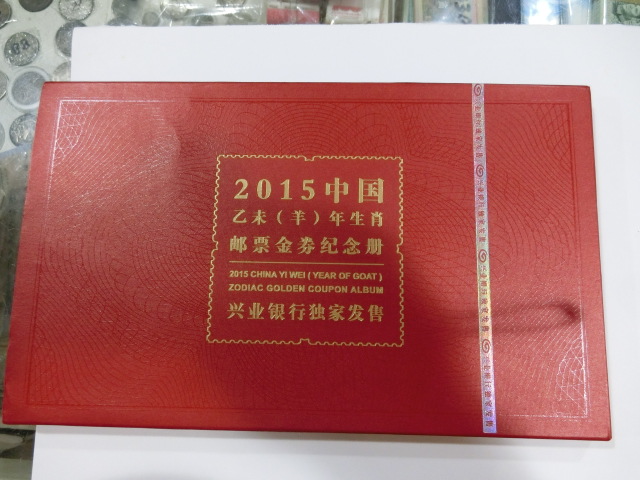 2015中国
乙未（羊）年生肖
邮票金券纪念册
2015 CHINA YI WEI ( YEAR OF GOAT )
ZODIAC GOLDEN COUPON ALBUM
兴业银行独家发售